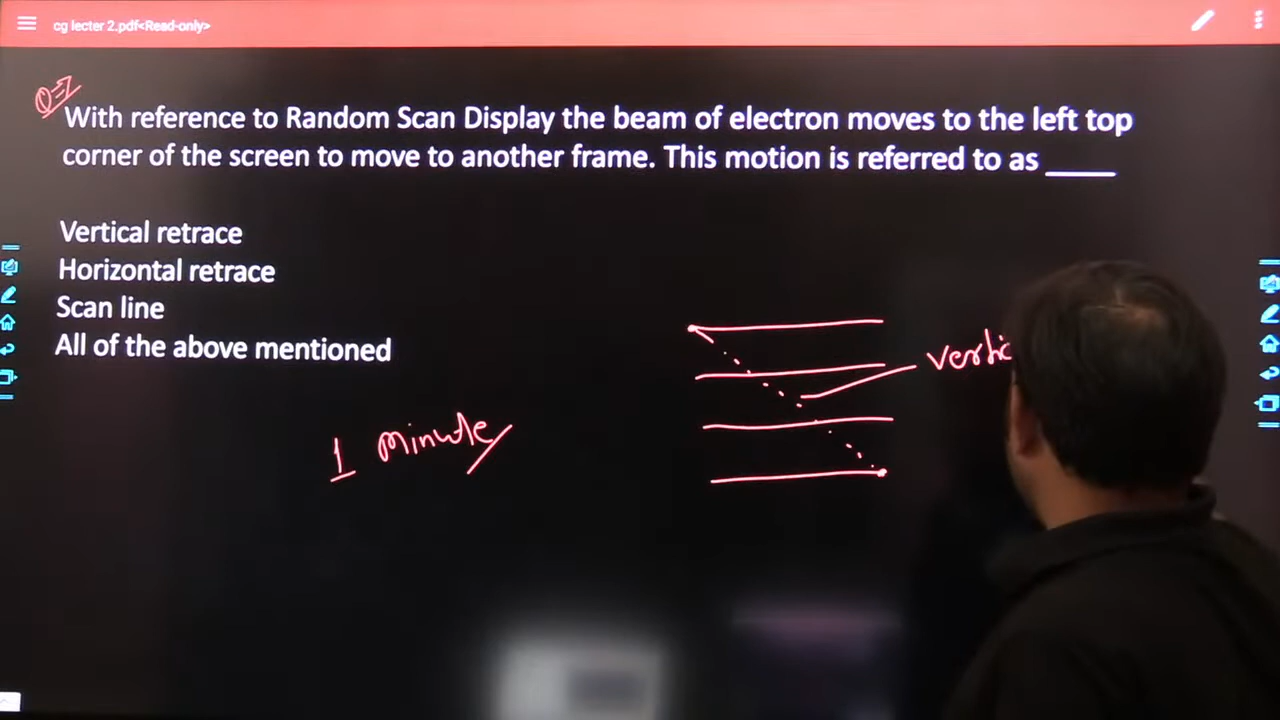 cg lecter 2.pdf<Read-only>
Q=1
With reference to Random Scan Display the beam of electron moves to the left top
corner of the screen to move to another frame. This motion is referred to as _____
Vertical retrace
Horizontal retrace
Scan line
All of the above mentioned
1 minute